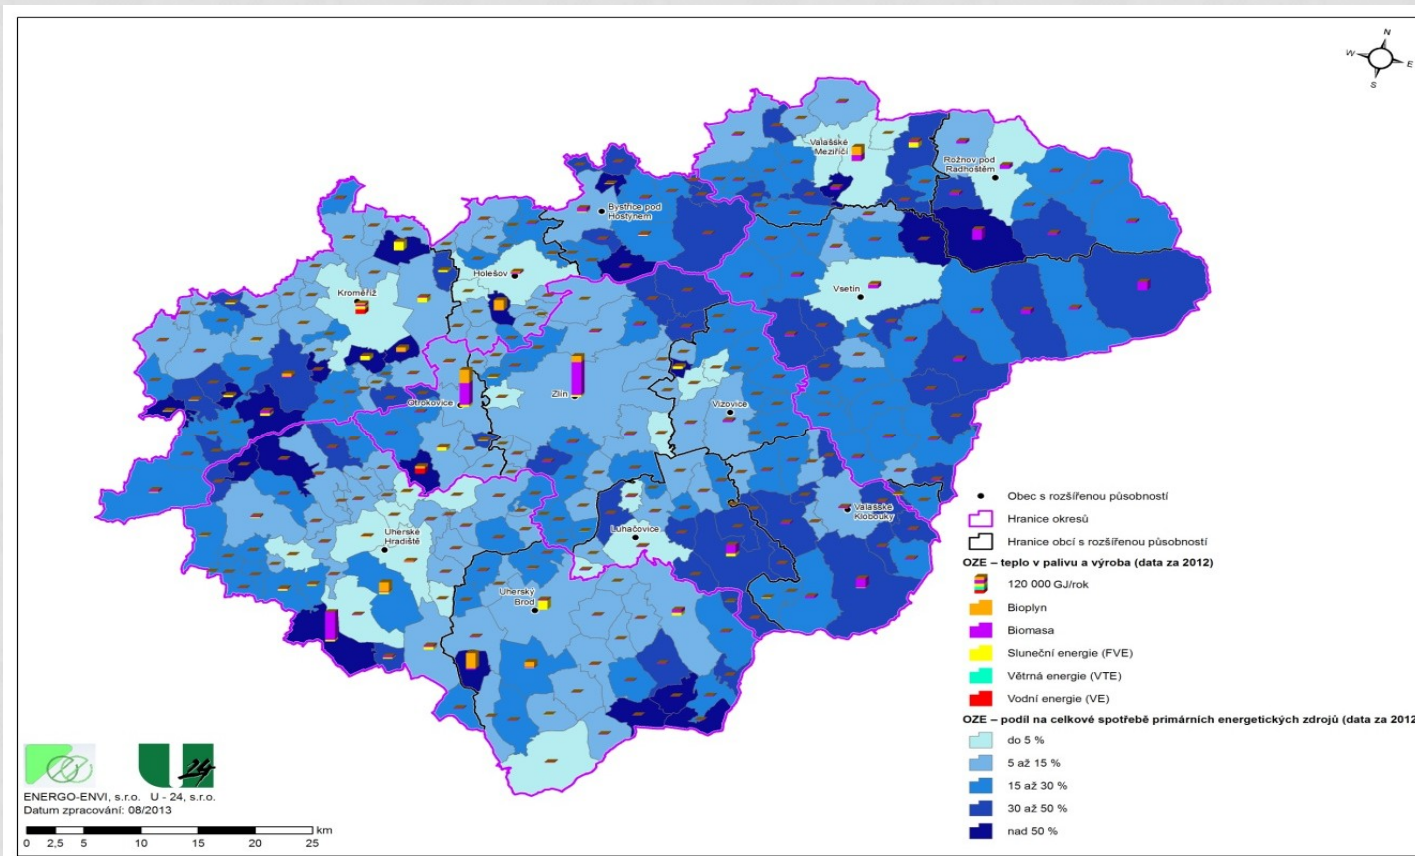 N
W
E
S
Valašské
Meziříčí
Rožnov pod
Radhoštěm
Bystřice pod
Hostýnem
Holešov
Kroměříž
Vsetín
Otrokovice
Zlín
Vizovice
Obec s rozšířenou působností
Valašské
Klobouky
Hranice okresů
Luhačovice
Uherské
Hradiště
Hranice obcí s rozšířenou působností
OZE – teplo v palivu a výroba (data za 2012)
120 000 GJ/rok
Uherský
Brod
Bioplyn
Biomasa
Sluneční energie (FVE)
Větrná energie (VTE)
Vodní energie (VE)
OZE – podíl na celkové spotřebě primárních energetických zdrojů (data za 2012
do 5 %
5 až 15 %
15 až 30 %
30 až 50 %
nad 50 %
24
ENERGO-ENVI, s.r.o. U - 24, s.r.o.
Datum zpracování: 08/2013
km
0 2,5 5 10 15 20 25